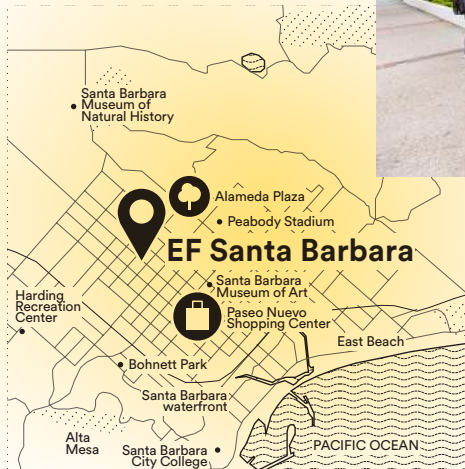 Santa Barbara
Museum of
Natural History
Alameda Plaza
Peabody Stadium
EF Santa Barbara
Santa Barbara
Museum of Art
Harding
Recreation
Center
Paseo Nuevo
Shopping Center
East Beach
Bohnett Park
Santa Barbara
waterfront
Alta
Mesa
Santa Barbara
City College
PACIFIC OCEAN